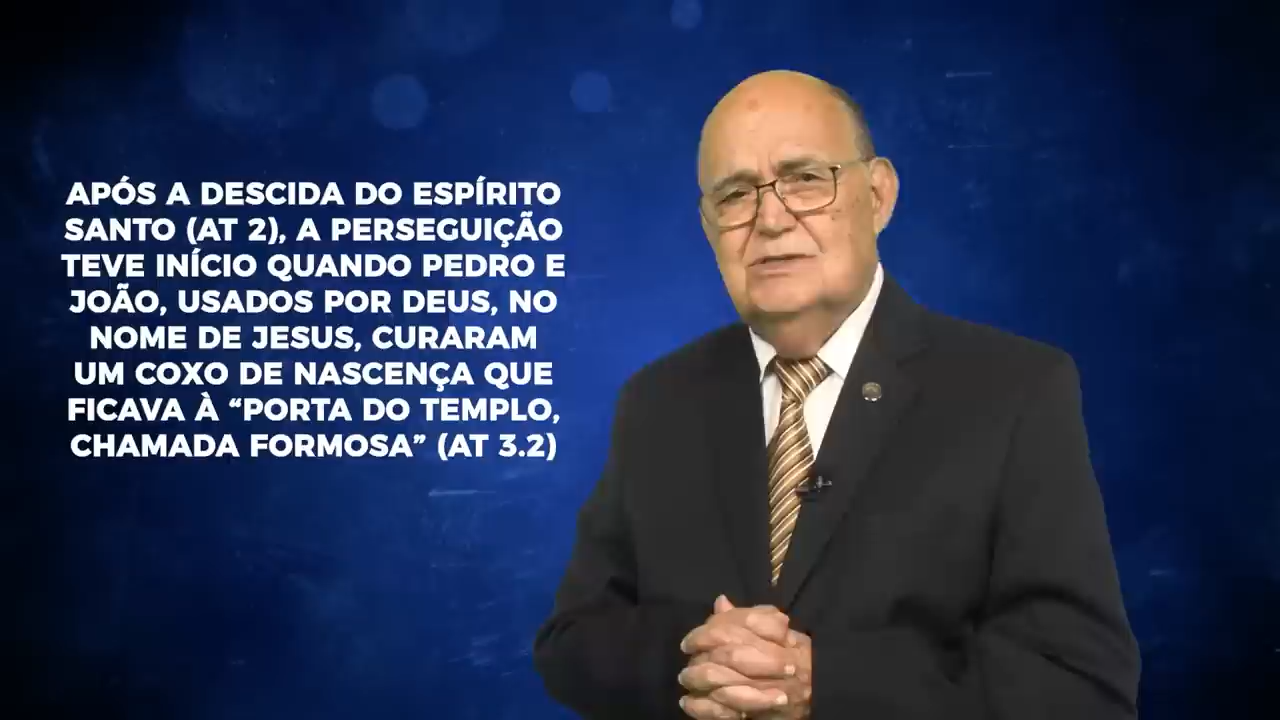 APÓS A DESCIDA DO ESPÍRITO
SANTO (AT 2), A PERSEGUIÇÃO
TEVE INÍCIO QUANDO PEDRO E
JOÃO, USADOS POR DEUS, NO
NOME DE JESUS, CURARAM
UM COXO DE NASCENÇA QUE
FICAVA À “PORTA DO TEMPLO,
CHAMADA FORMOSA” (AT 3.2)